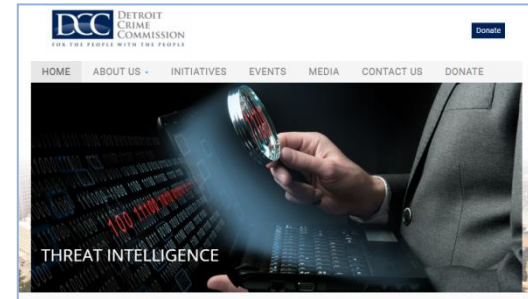 DCC DETROIT
CRIME
COMMISSION
FOR THE PEOPLE WITH THE PEOPLE
Donate
HOME ABOUT US INITIATIVES EVENTS MEDIA CONTACT US DONATE
THREAT INTELLIGENCE